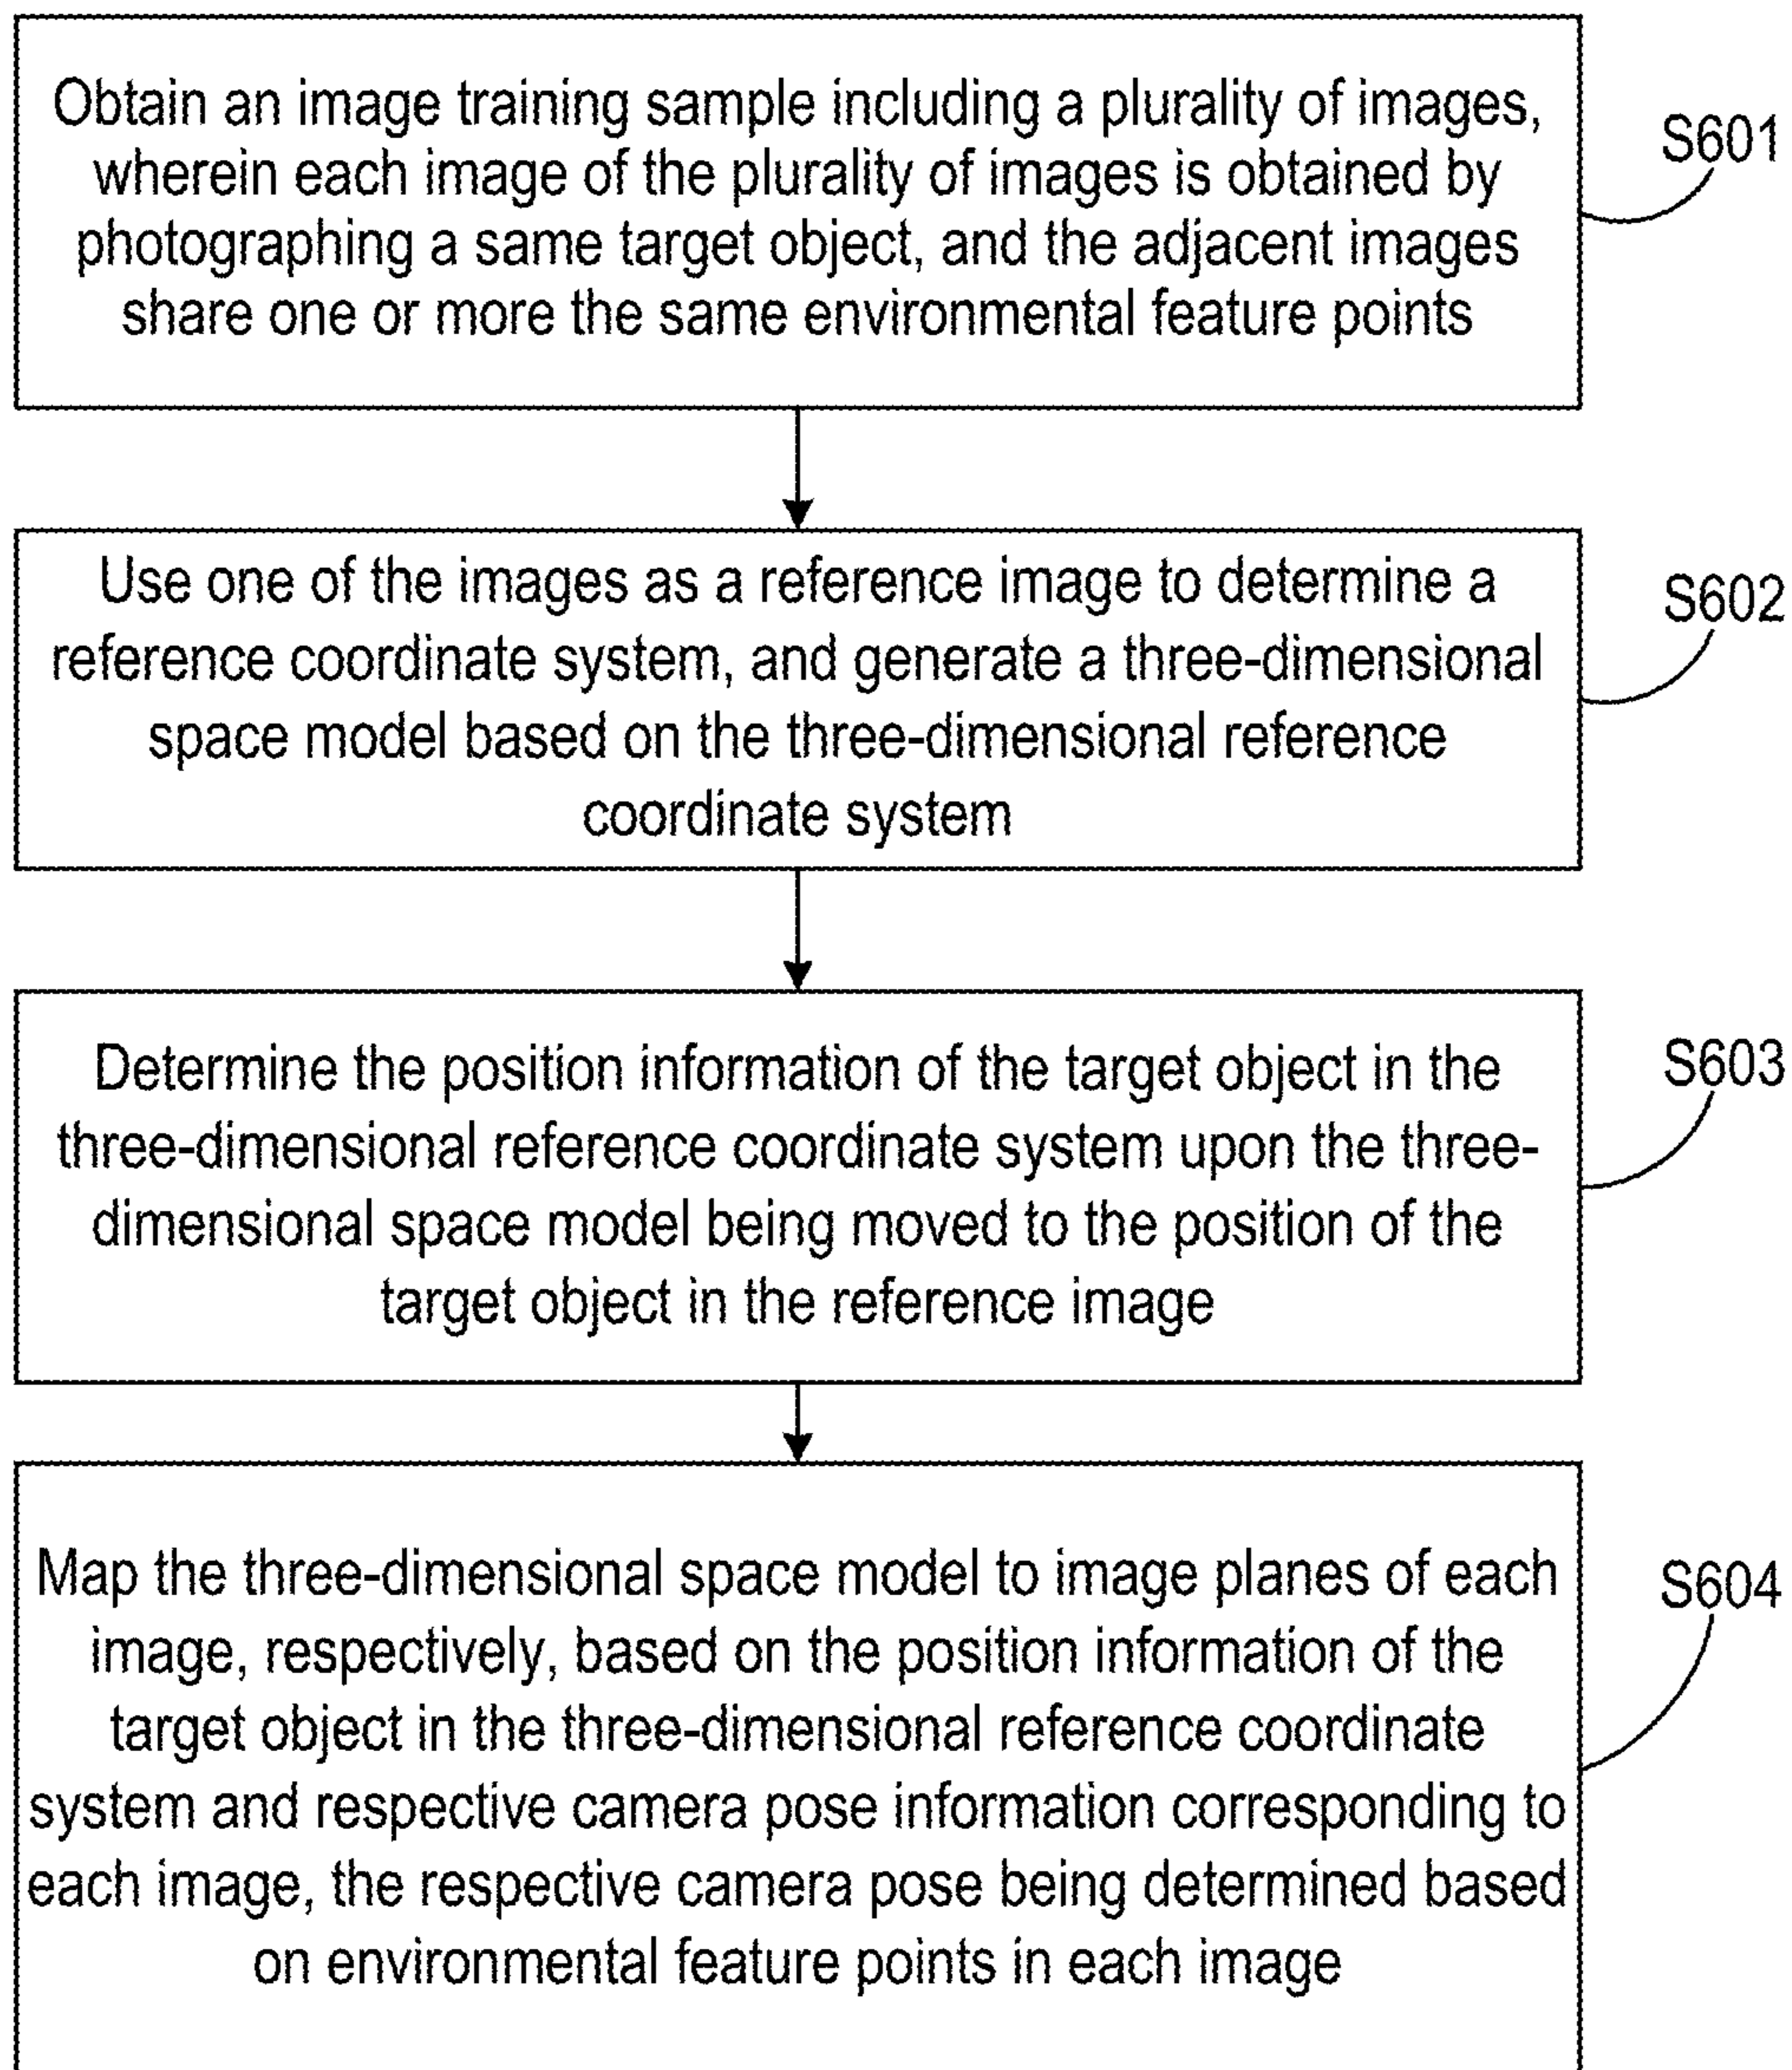 Obtain an image training sample including a plurality of images,
wherein each image of the plurality of images is obtained by
photographing a same target object, and the adjacent images
share one or more the same environmental feature points
S601
Use one of the images as a reference image to determine a
reference coordinate system, and generate a three-dimensional
space model based on the three-dimensional reference
coordinate system
S602
Determine the position information of the target object in the
three-dimensional reference coordinate system upon the three-
dimensional space model being moved to the position of the
target object in the reference image
S603
Map the three-dimensional space model to image planes of each
image, respectively, based on the position information of the
target object in the three-dimensional reference coordinate
system and respective camera pose information corresponding to
each image, the respective camera pose being determined based
on environmental feature points in each image
S604